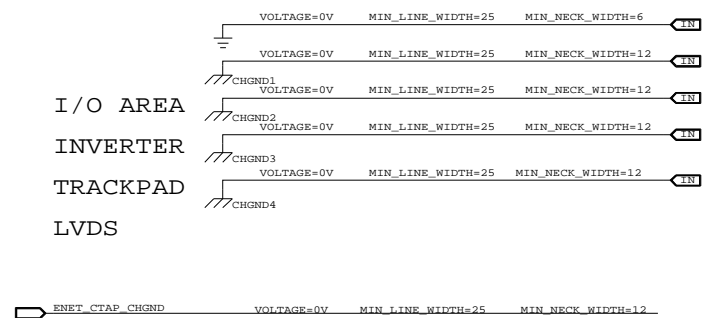 VOLTAGE=0V MIN_LINE_WIDTH=25 MIN_NECK_WIDTH=6 IN
VOLTAGE=0V MIN_LINE_WIDTH=25 MIN_NECK_WIDTH=12 IN
CHGND1
I/O AREA
VOLTAGE=0V MIN_LINE_WIDTH=25 MIN_NECK_WIDTH=12 IN
CHGND2
INVERTER
VOLTAGE=0V MIN_LINE_WIDTH=25 MIN_NECK_WIDTH=12 IN
CHGND3
TRACKPAD
VOLTAGE=0V MIN_LINE_WIDTH=25 MIN_NECK_WIDTH=12 IN
CHGND4
LVDS
ENET_CTAP_CHGND VOLTAGE=0V MIN_LINE_WIDTH=25 MIN_NECK_WIDTH=12